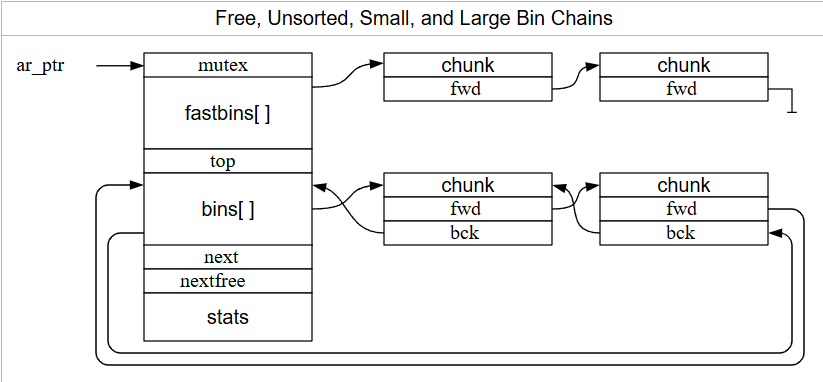 Free, Unsorted, Small, and Large Bin Chains
ar_ptr
mutex
chunk
chunk
fwd
fwd
fastbins[ ]
top
chunk
chunk
bins[ ]
fwd
fwd
bck
bck
next
nextfree
stats